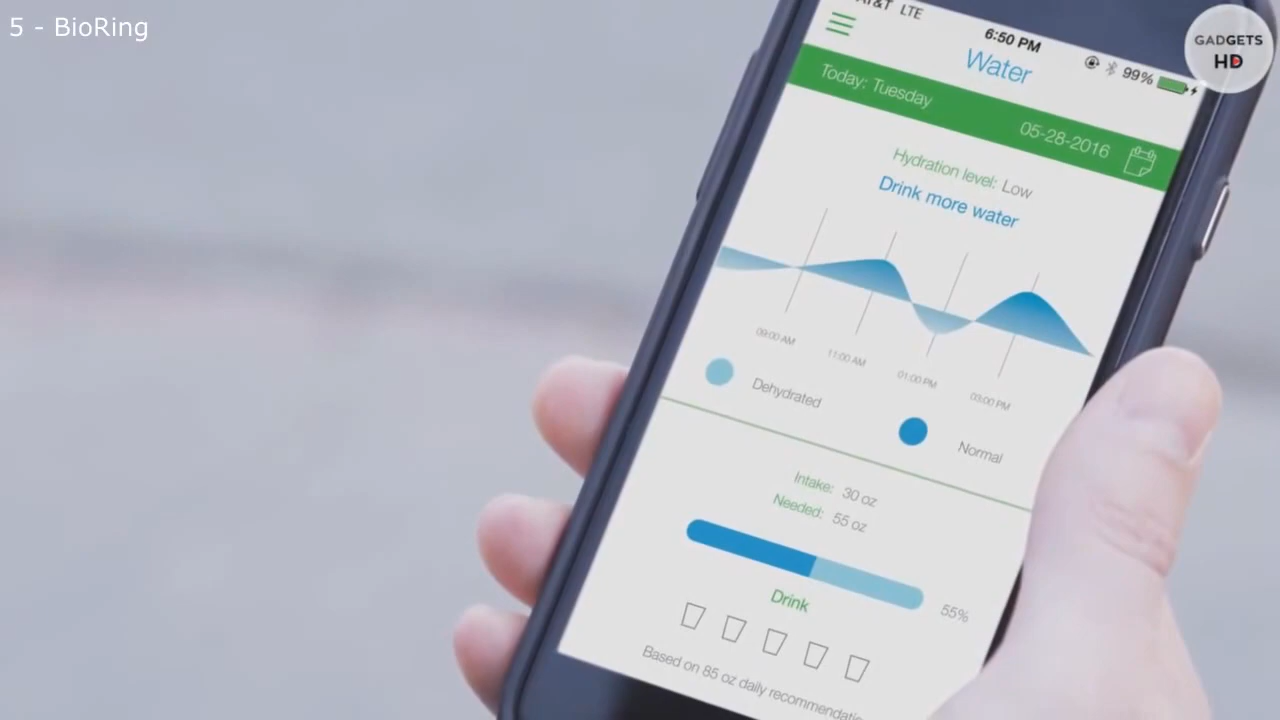 5 - BioRing
GADGETS
HD
AT&T LTE
6:50 PM
99%
Water
Today; Tuesday
05-28-2016
Hydration level: Low
Drink more water
09:00 AM
11:00 AM
01:00 PM
03:00 PM
Dehydrated
Normal
Intake: 30 oz
Needed: 55 oz
55%
Drink
Based on 85 oz daily